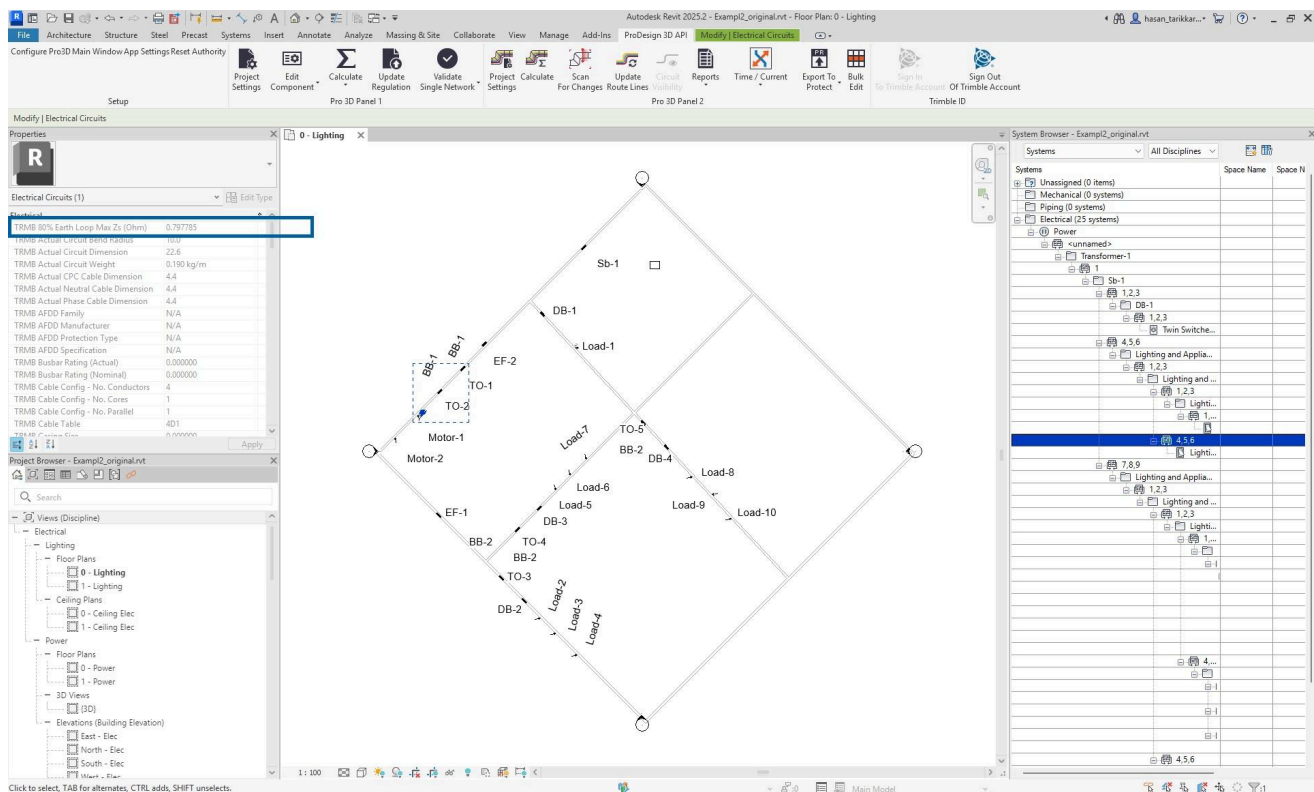 Autodesk Revit 2025.2 - Exampl2_original.rvt - Floor Plan: 0 - Lighting
hasan_tarikkar...
File Architecture Structure Steel Precast Systems Insert Annotate Analyze Massing & Site Collaborate View Manage Add-Ins ProDesign 3D API Modify | Electrical Circuits
Configure Pro3D Main Window App Settings Reset Authority
Project Settings
Edit Component
Calculate
Update Regulation
Validate Single Network
Project Settings
Calculate
Scan For Changes
Update Route Lines
Circuit Visibility
Reports
Time / Current
Export To Protect
Bulk Edit
Sign In To Trimble Account
Sign Out Of Trimble Account
Setup
Pro 3D Panel 1
Pro 3D Panel 2
Trimble ID
Modify | Electrical Circuits
Properties
R
Electrical Circuits (1)
Edit Type
Electrical
TRMB 80% Earth Loop Max Zs (Ohm) 0.797785
TRMB Actual Circuit Bend Radius 10.0
TRMB Actual Circuit Dimension 22.6
TRMB Actual Circuit Weight 0.190 kg/m
TRMB Actual CPC Cable Dimension 4.4
TRMB Actual Neutral Cable Dimension 4.4
TRMB Actual Phase Cable Dimension 4.4
TRMB AFDD Family N/A
TRMB AFDD Manufacturer N/A
TRMB AFDD Protection Type N/A
TRMB AFDD Specification N/A
TRMB Busbar Rating (Actual) 0.000000
TRMB Busbar Rating (Nominal) 0.000000
TRMB Cable Config - No. Conductors 4
TRMB Cable Config - No. Cores 1
TRMB Cable Config - No. Parallel 1
TRMB Cable Table 4D1
TRMB Casing Size 0.000000
Apply
Project Browser - Exampl2_original.rvt
Search
Views (Discipline)
Electrical
Lighting
Floor Plans
0 - Lighting
1 - Lighting
Ceiling Plans
0 - Ceiling Elec
1 - Ceiling Elec
Power
Floor Plans
0 - Power
1 - Power
3D Views
{3D}
Elevations (Building Elevation)
East - Elec
North - Elec
South - Elec
West - Elec
0 - Lighting
Sb-1
DB-1
Load-1
BB-1
BB-1
EF-2
TO-1
TO-2
Motor-1
Motor-2
Load-7
TO-5
BB-2
DB-4
Load-8
Load-6
Load-5
Load-9
Load-10
EF-1
DB-3
BB-2
TO-4
BB-2
TO-3
DB-2
Load-2
Load-3
Load-4
1 : 100
System Browser - Exampl2_original.rvt
Systems
All Disciplines
Systems Space Name Space N
Unassigned (0 items)
Mechanical (0 systems)
Piping (0 systems)
Electrical (25 systems)
Power
<unnamed>
Transformer-1
1
Sb-1
1,2,3
DB-1
1,2,3
Twin Switche...
4,5,6
Lighting and Applia...
1,2,3
Lighting and ...
1,2,3
Lighti...
1,...
4,5,6
Lighti...
7,8,9
Lighting and Applia...
1,2,3
Lighting and ...
1,2,3
Lighti...
1,...
4,...
4,5,6
Click to select, TAB for alternates, CTRL adds, SHIFT unselects.
:0
Main Model
:1